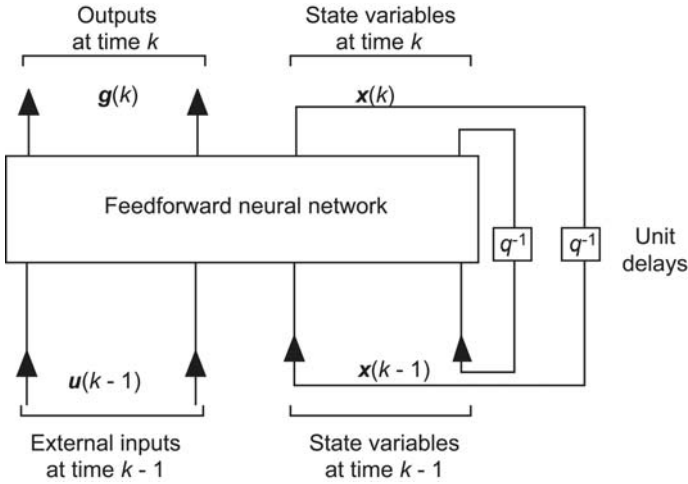 Outputs
at time k
State variables
at time k
g(k)
x(k)
Feedforward neural network
q-1
q-1
Unit
delays
u(k - 1)
x(k - 1)
External inputs
at time k - 1
State variables
at time k - 1